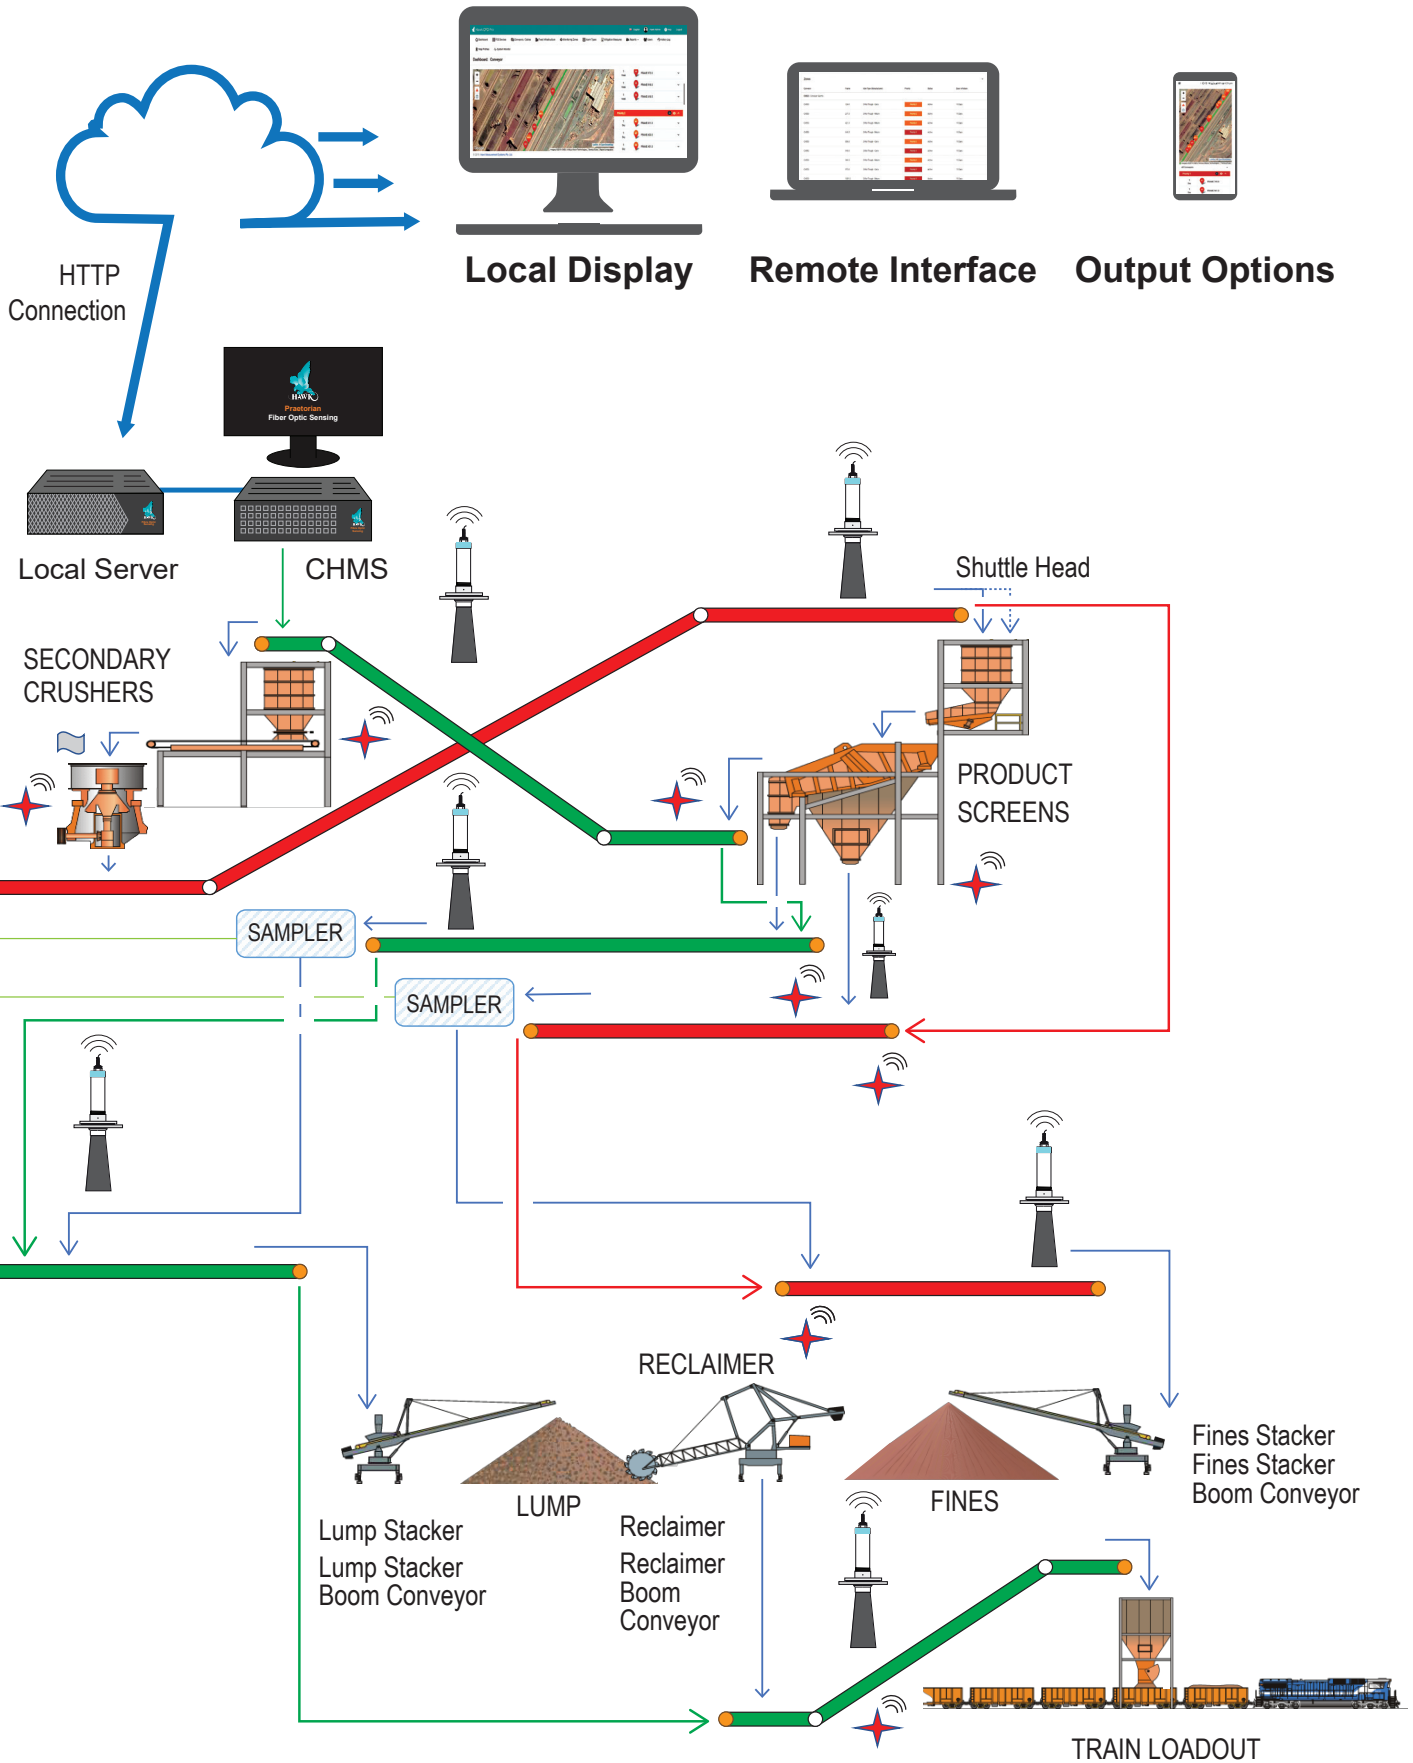 Local Display
Remote Interface
Output Options
HTTP
Connection
HAWK
Praetorian
Fiber Optic Sensing
Local Server
CHMS
Shuttle Head
SECONDARY
CRUSHERS
PRODUCT
SCREENS
SAMPLER
SAMPLER
RECLAIMER
LUMP
FINES
Fines Stacker
Fines Stacker
Boom Conveyor
Lump Stacker
Lump Stacker
Boom Conveyor
Reclaimer
Reclaimer
Boom
Conveyor
TRAIN LOADOUT